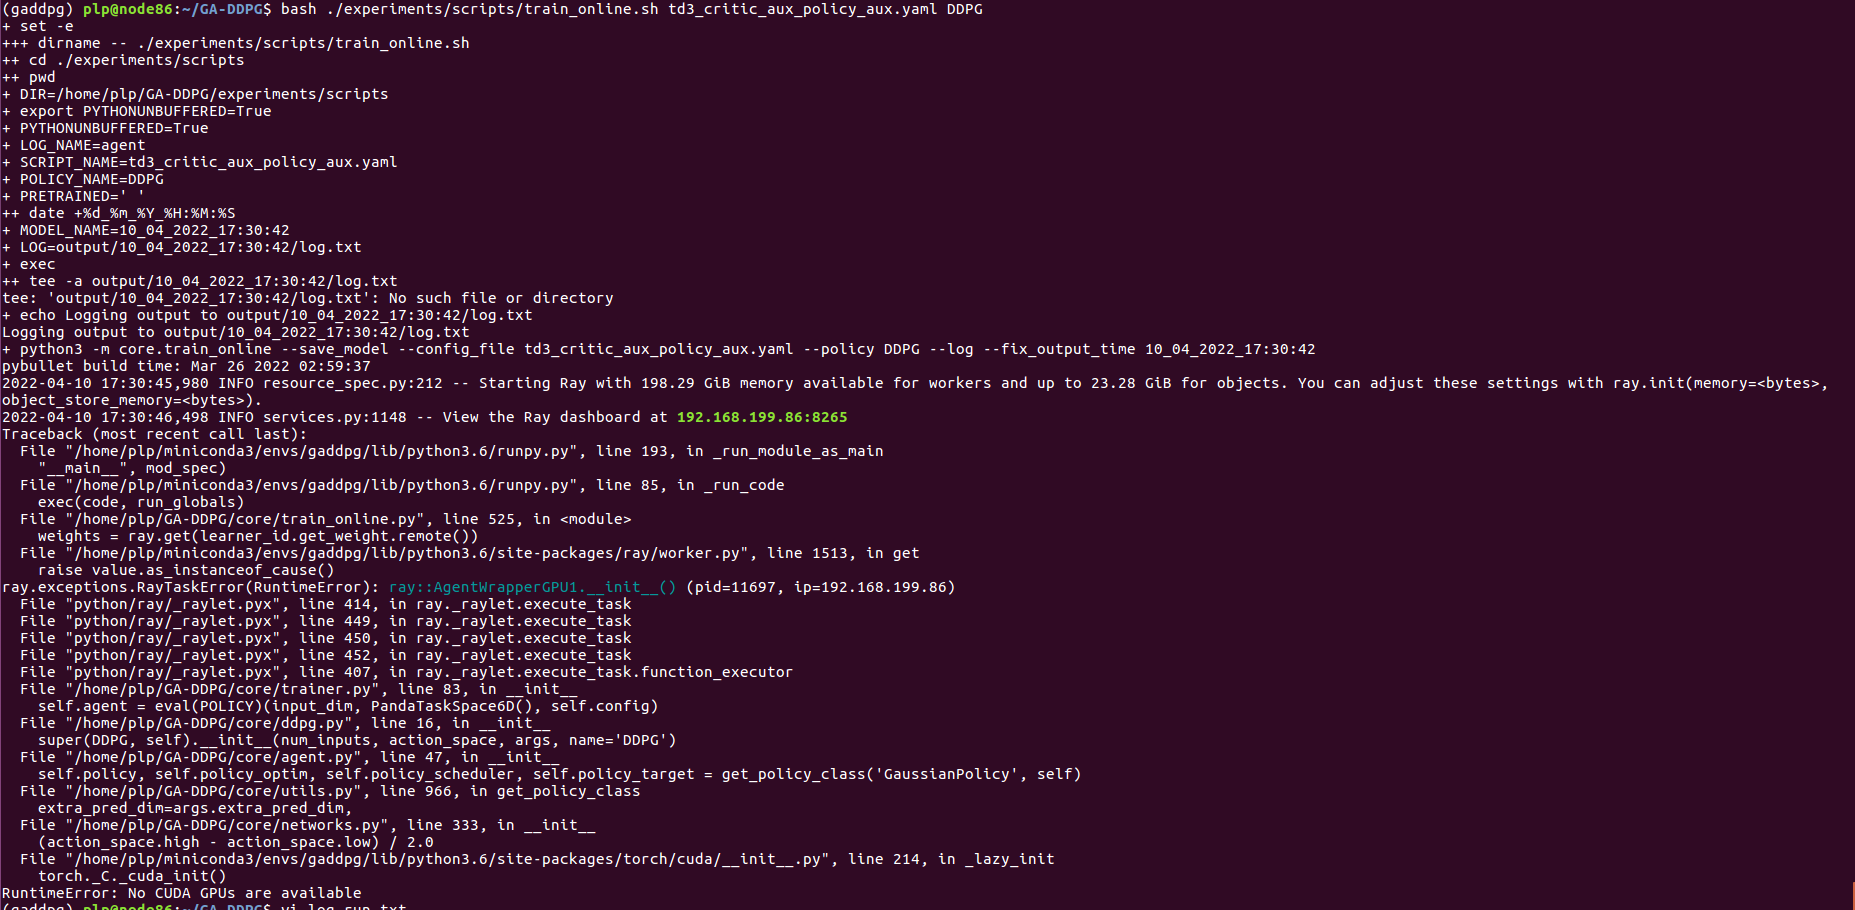 (gaddpg) plp@node86:~/GA-DDPG$ bash ./experiments/scripts/train_online.sh td3_critic_aux_policy_aux.yaml DDPG
+ set -e
+++ dirname -- ./experiments/scripts/train_online.sh
++ cd ./experiments/scripts
++ pwd
+ DIR=/home/plp/GA-DDPG/experiments/scripts
+ export PYTHONUNBUFFERED=True
+ PYTHONUNBUFFERED=True
+ LOG_NAME=agent
+ SCRIPT_NAME=td3_critic_aux_policy_aux.yaml
+ POLICY_NAME=DDPG
+ PRETRAINED=' '
++ date +%d_%m_%Y_%H:%M:%S
+ MODEL_NAME=10_04_2022_17:30:42
+ LOG=output/10_04_2022_17:30:42/log.txt
+ exec
++ tee -a output/10_04_2022_17:30:42/log.txt
tee: 'output/10_04_2022_17:30:42/log.txt': No such file or directory
+ echo Logging output to output/10_04_2022_17:30:42/log.txt
Logging output to output/10_04_2022_17:30:42/log.txt
+ python3 -m core.train_online --save_model --config_file td3_critic_aux_policy_aux.yaml --policy DDPG --log --fix_output_time 10_04_2022_17:30:42
pybullet build time: Mar 26 2022 02:59:37
2022-04-10 17:30:45,980 INFO resource_spec.py:212 -- Starting Ray with 198.29 GiB memory available for workers and up to 23.28 GiB for objects. You can adjust these settings with ray.init(memory=<bytes>,
object_store_memory=<bytes>).
2022-04-10 17:30:46,498 INFO services.py:1148 -- View the Ray dashboard at 192.168.199.86:8265
Traceback (most recent call last):
  File "/home/plp/miniconda3/envs/gaddpg/lib/python3.6/runpy.py", line 193, in _run_module_as_main
    "__main__", mod_spec)
  File "/home/plp/miniconda3/envs/gaddpg/lib/python3.6/runpy.py", line 85, in _run_code
    exec(code, run_globals)
  File "/home/plp/GA-DDPG/core/train_online.py", line 525, in <module>
    weights = ray.get(learner_id.get_weight.remote())
  File "/home/plp/miniconda3/envs/gaddpg/lib/python3.6/site-packages/ray/worker.py", line 1513, in get
    raise value.as_instanceof_cause()
ray.exceptions.RayTaskError(RuntimeError): ray::AgentWrapperGPU1.__init__() (pid=11697, ip=192.168.199.86)
  File "python/ray/_raylet.pyx", line 414, in ray._raylet.execute_task
  File "python/ray/_raylet.pyx", line 449, in ray._raylet.execute_task
  File "python/ray/_raylet.pyx", line 450, in ray._raylet.execute_task
  File "python/ray/_raylet.pyx", line 452, in ray._raylet.execute_task
  File "python/ray/_raylet.pyx", line 407, in ray._raylet.execute_task.function_executor
  File "/home/plp/GA-DDPG/core/trainer.py", line 83, in __init__
    self.agent = eval(POLICY)(input_dim, PandaTaskSpace6D(), self.config)
  File "/home/plp/GA-DDPG/core/ddpg.py", line 16, in __init__
    super(DDPG, self).__init__(num_inputs, action_space, args, name='DDPG')
  File "/home/plp/GA-DDPG/core/agent.py", line 47, in __init__
    self.policy, self.policy_optim, self.policy_scheduler, self.policy_target = get_policy_class('GaussianPolicy', self)
  File "/home/plp/GA-DDPG/core/utils.py", line 966, in get_policy_class
    extra_pred_dim=args.extra_pred_dim,
  File "/home/plp/GA-DDPG/core/networks.py", line 333, in __init__
    (action_space.high - action_space.low) / 2.0
  File "/home/plp/miniconda3/envs/gaddpg/lib/python3.6/site-packages/torch/cuda/__init__.py", line 214, in _lazy_init
    torch._C._cuda_init()
RuntimeError: No CUDA GPUs are available
(gaddpg) plp@node86:~/GA-DDPG$ vi log run.txt